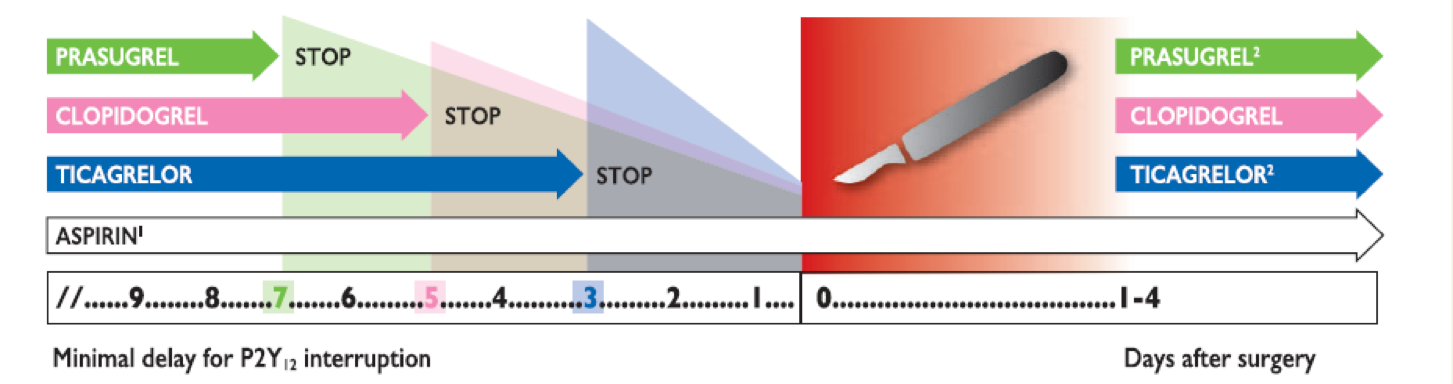 PRASUGREL STOP PRASUGREL²
CLOPIDOGREL STOP CLOPIDOGREL
TICAGRELOR STOP TICAGRELOR²
ASPIRIN¹
//......9........8.......7.......6.........5.......4...........3.........2.........1.... 0......................................1-4
Minimal delay for P2Y₁₂ interruption Days after surgery